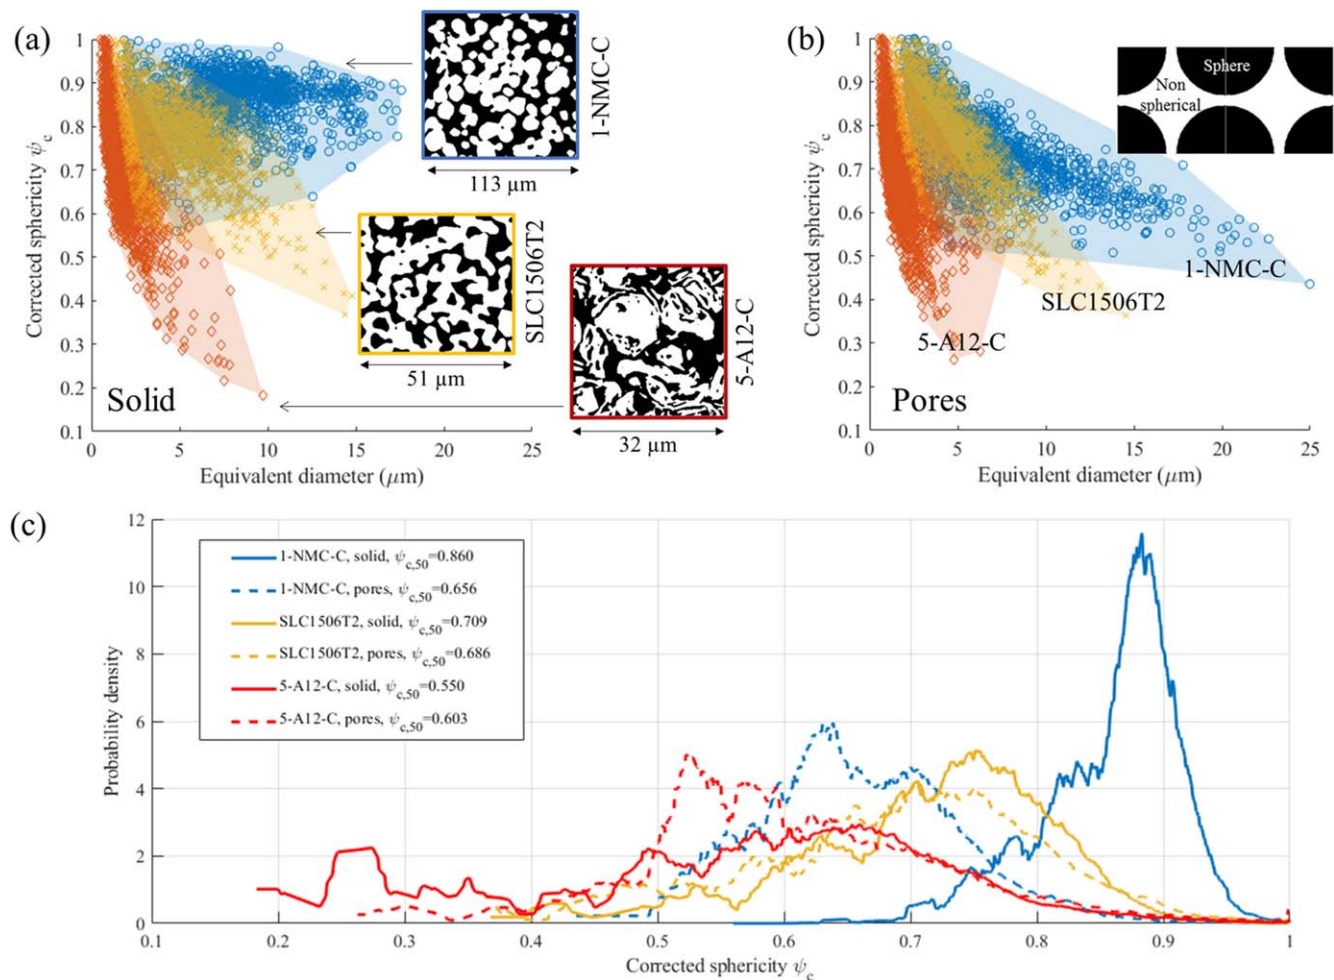 (a)
Corrected sphericity ψc
1
0.9
0.8
0.7
0.6
0.5
0.4
0.3
0.2
0.1
0
5
10
15
20
25
Equivalent diameter (μm)
Solid
1-NMC-C
113 μm
SLC1506T2
51 μm
5-A12-C
32 μm
(b)
Corrected sphericity ψc
1
0.9
0.8
0.7
0.6
0.5
0.4
0.3
0.2
0.1
0
5
10
15
20
25
Equivalent diameter (μm)
Pores
Sphere
Non
spherical
1-NMC-C
SLC1506T2
5-A12-C
(c)
Probability density
12
10
8
6
4
2
0
1-NMC-C, solid, ψc,50=0.860
1-NMC-C, pores, ψc,50=0.656
SLC1506T2, solid, ψc,50=0.709
SLC1506T2, pores, ψc,50=0.686
5-A12-C, solid, ψc,50=0.550
5-A12-C, pores, ψc,50=0.603
0.1
0.2
0.3
0.4
0.5
0.6
0.7
0.8
0.9
1
Corrected sphericity ψc